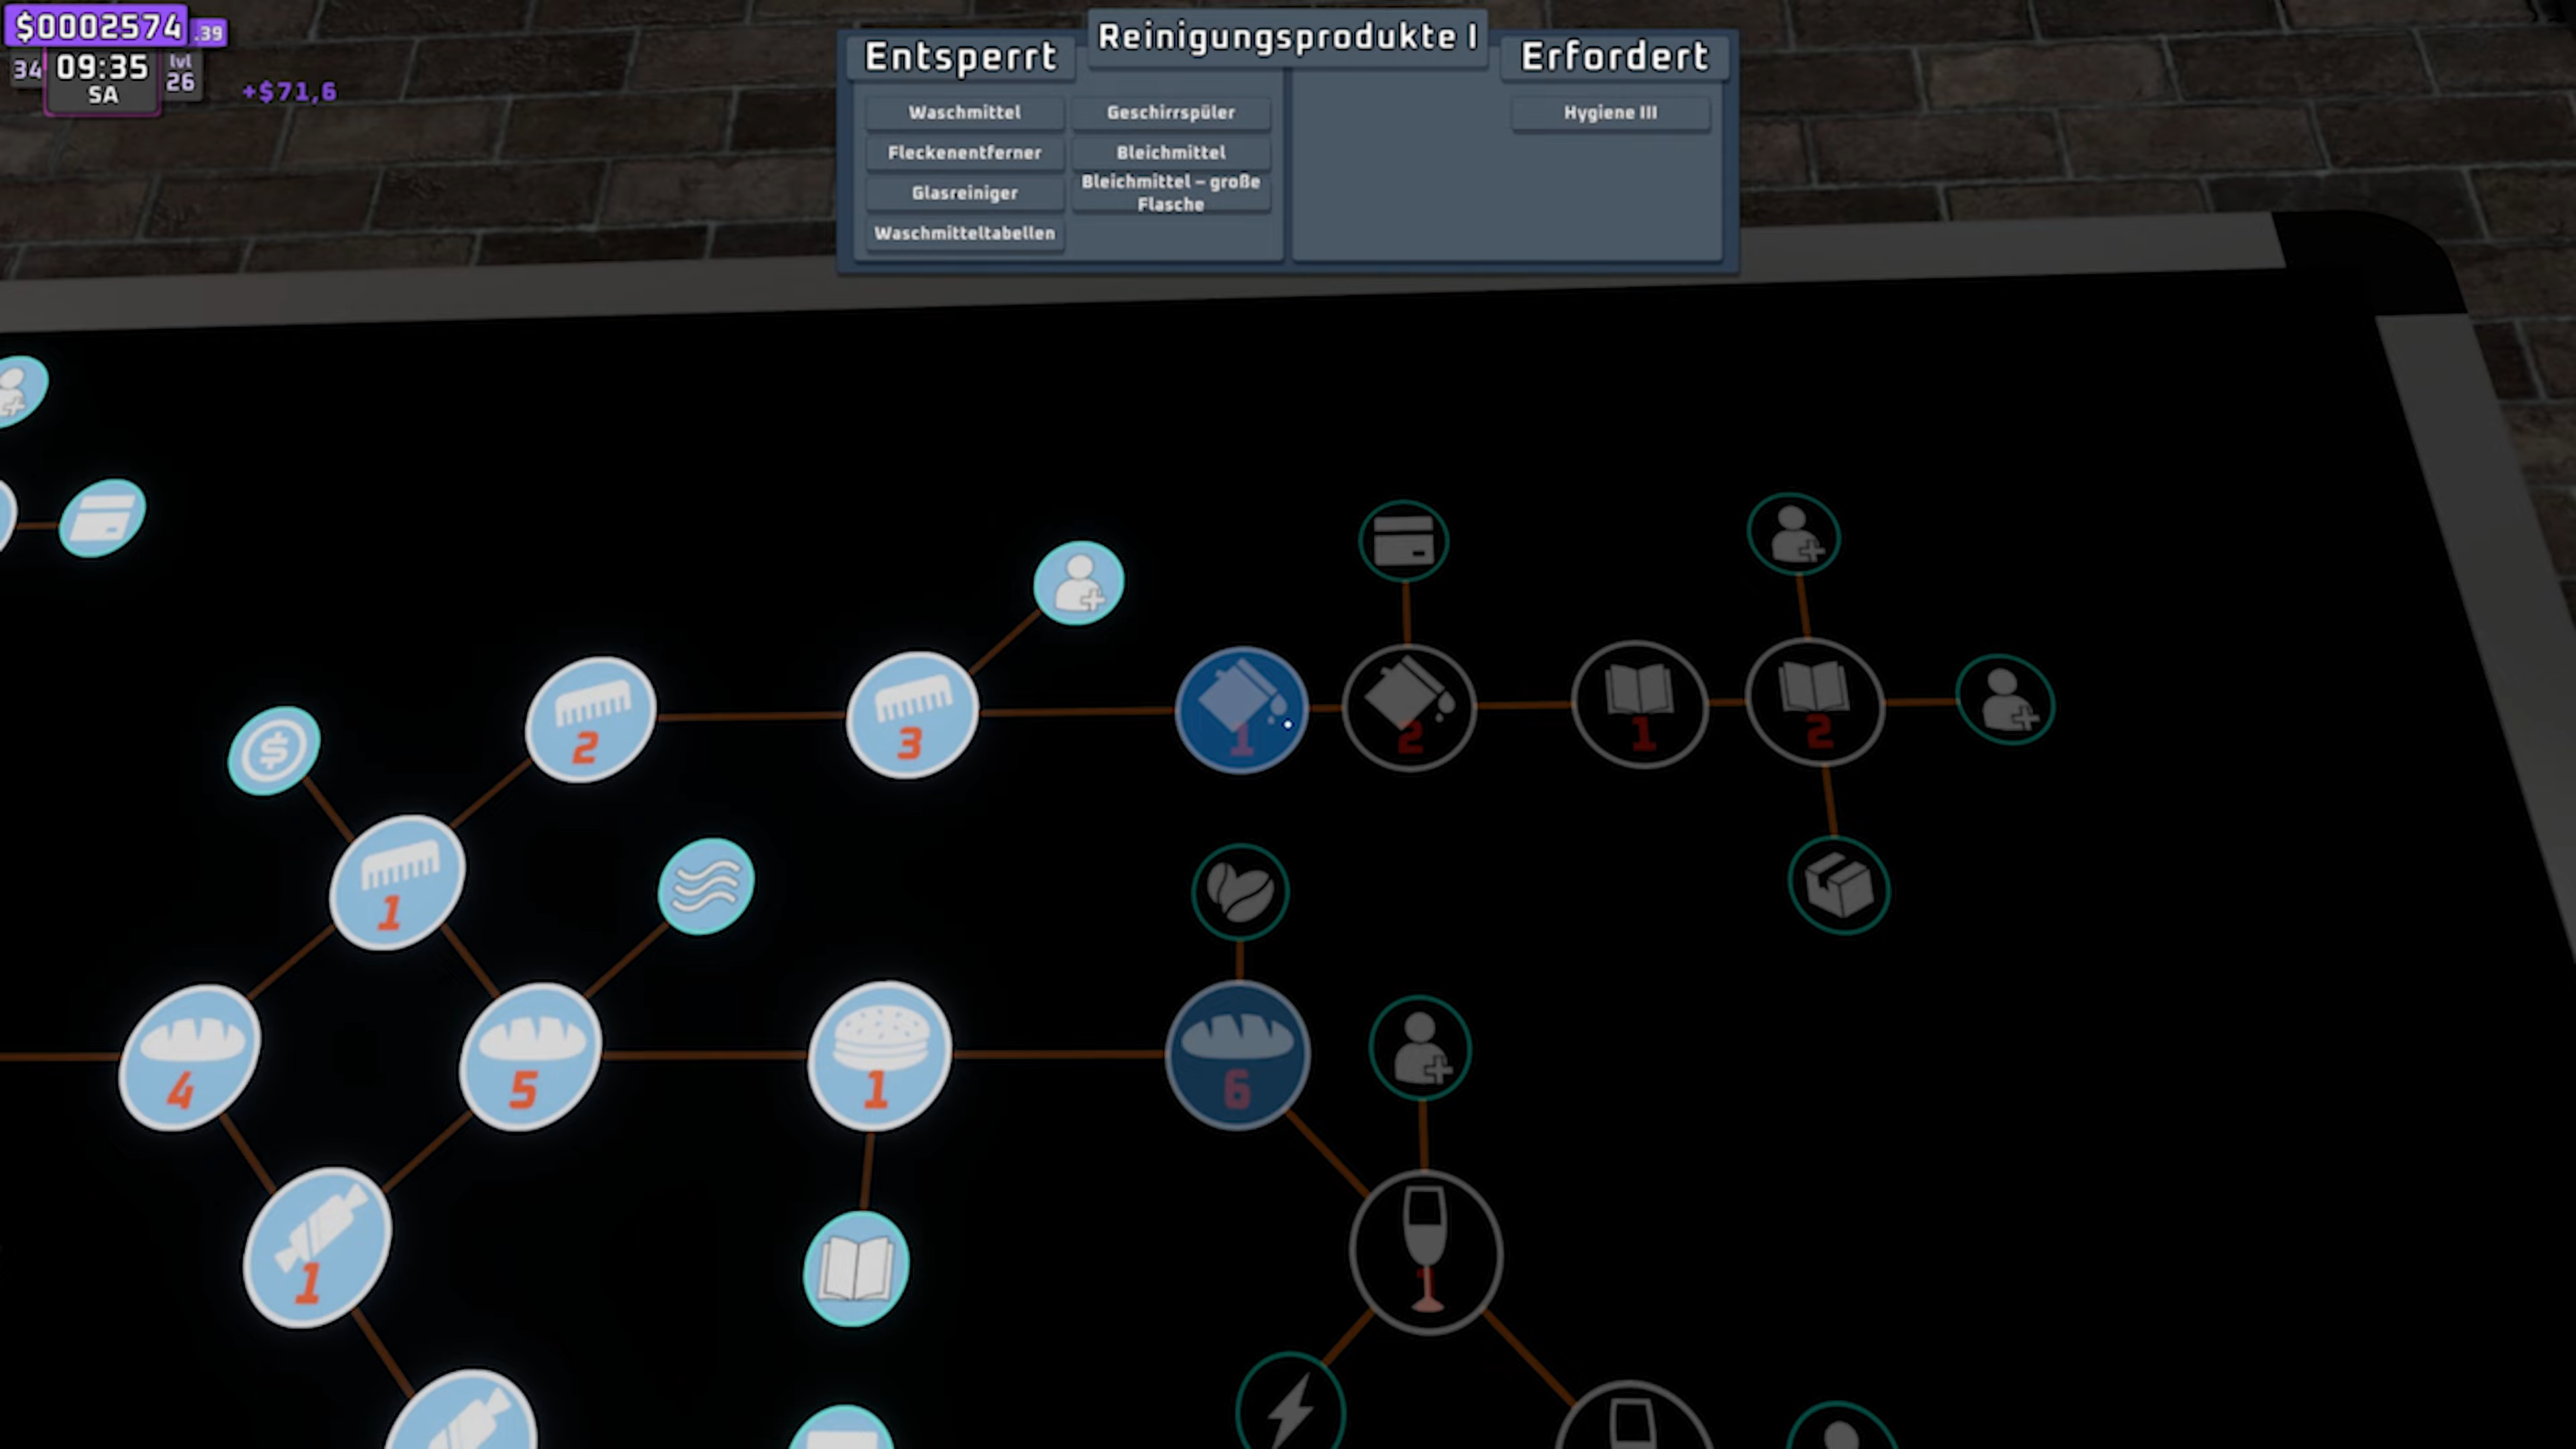 $0002574.39
34 09:35 lvl 26
SA
+$71,6
Reinigungsprodukte I
Entsperrt
Erfordert
Waschmittel
Geschirrspüler
Hygiene III
Fleckenentferner
Bleichmittel
Glasreiniger
Bleichmittel – große
Flasche
Waschmitteltabellen
2
3
1
2
1
2
1
4
5
1
6
1
1